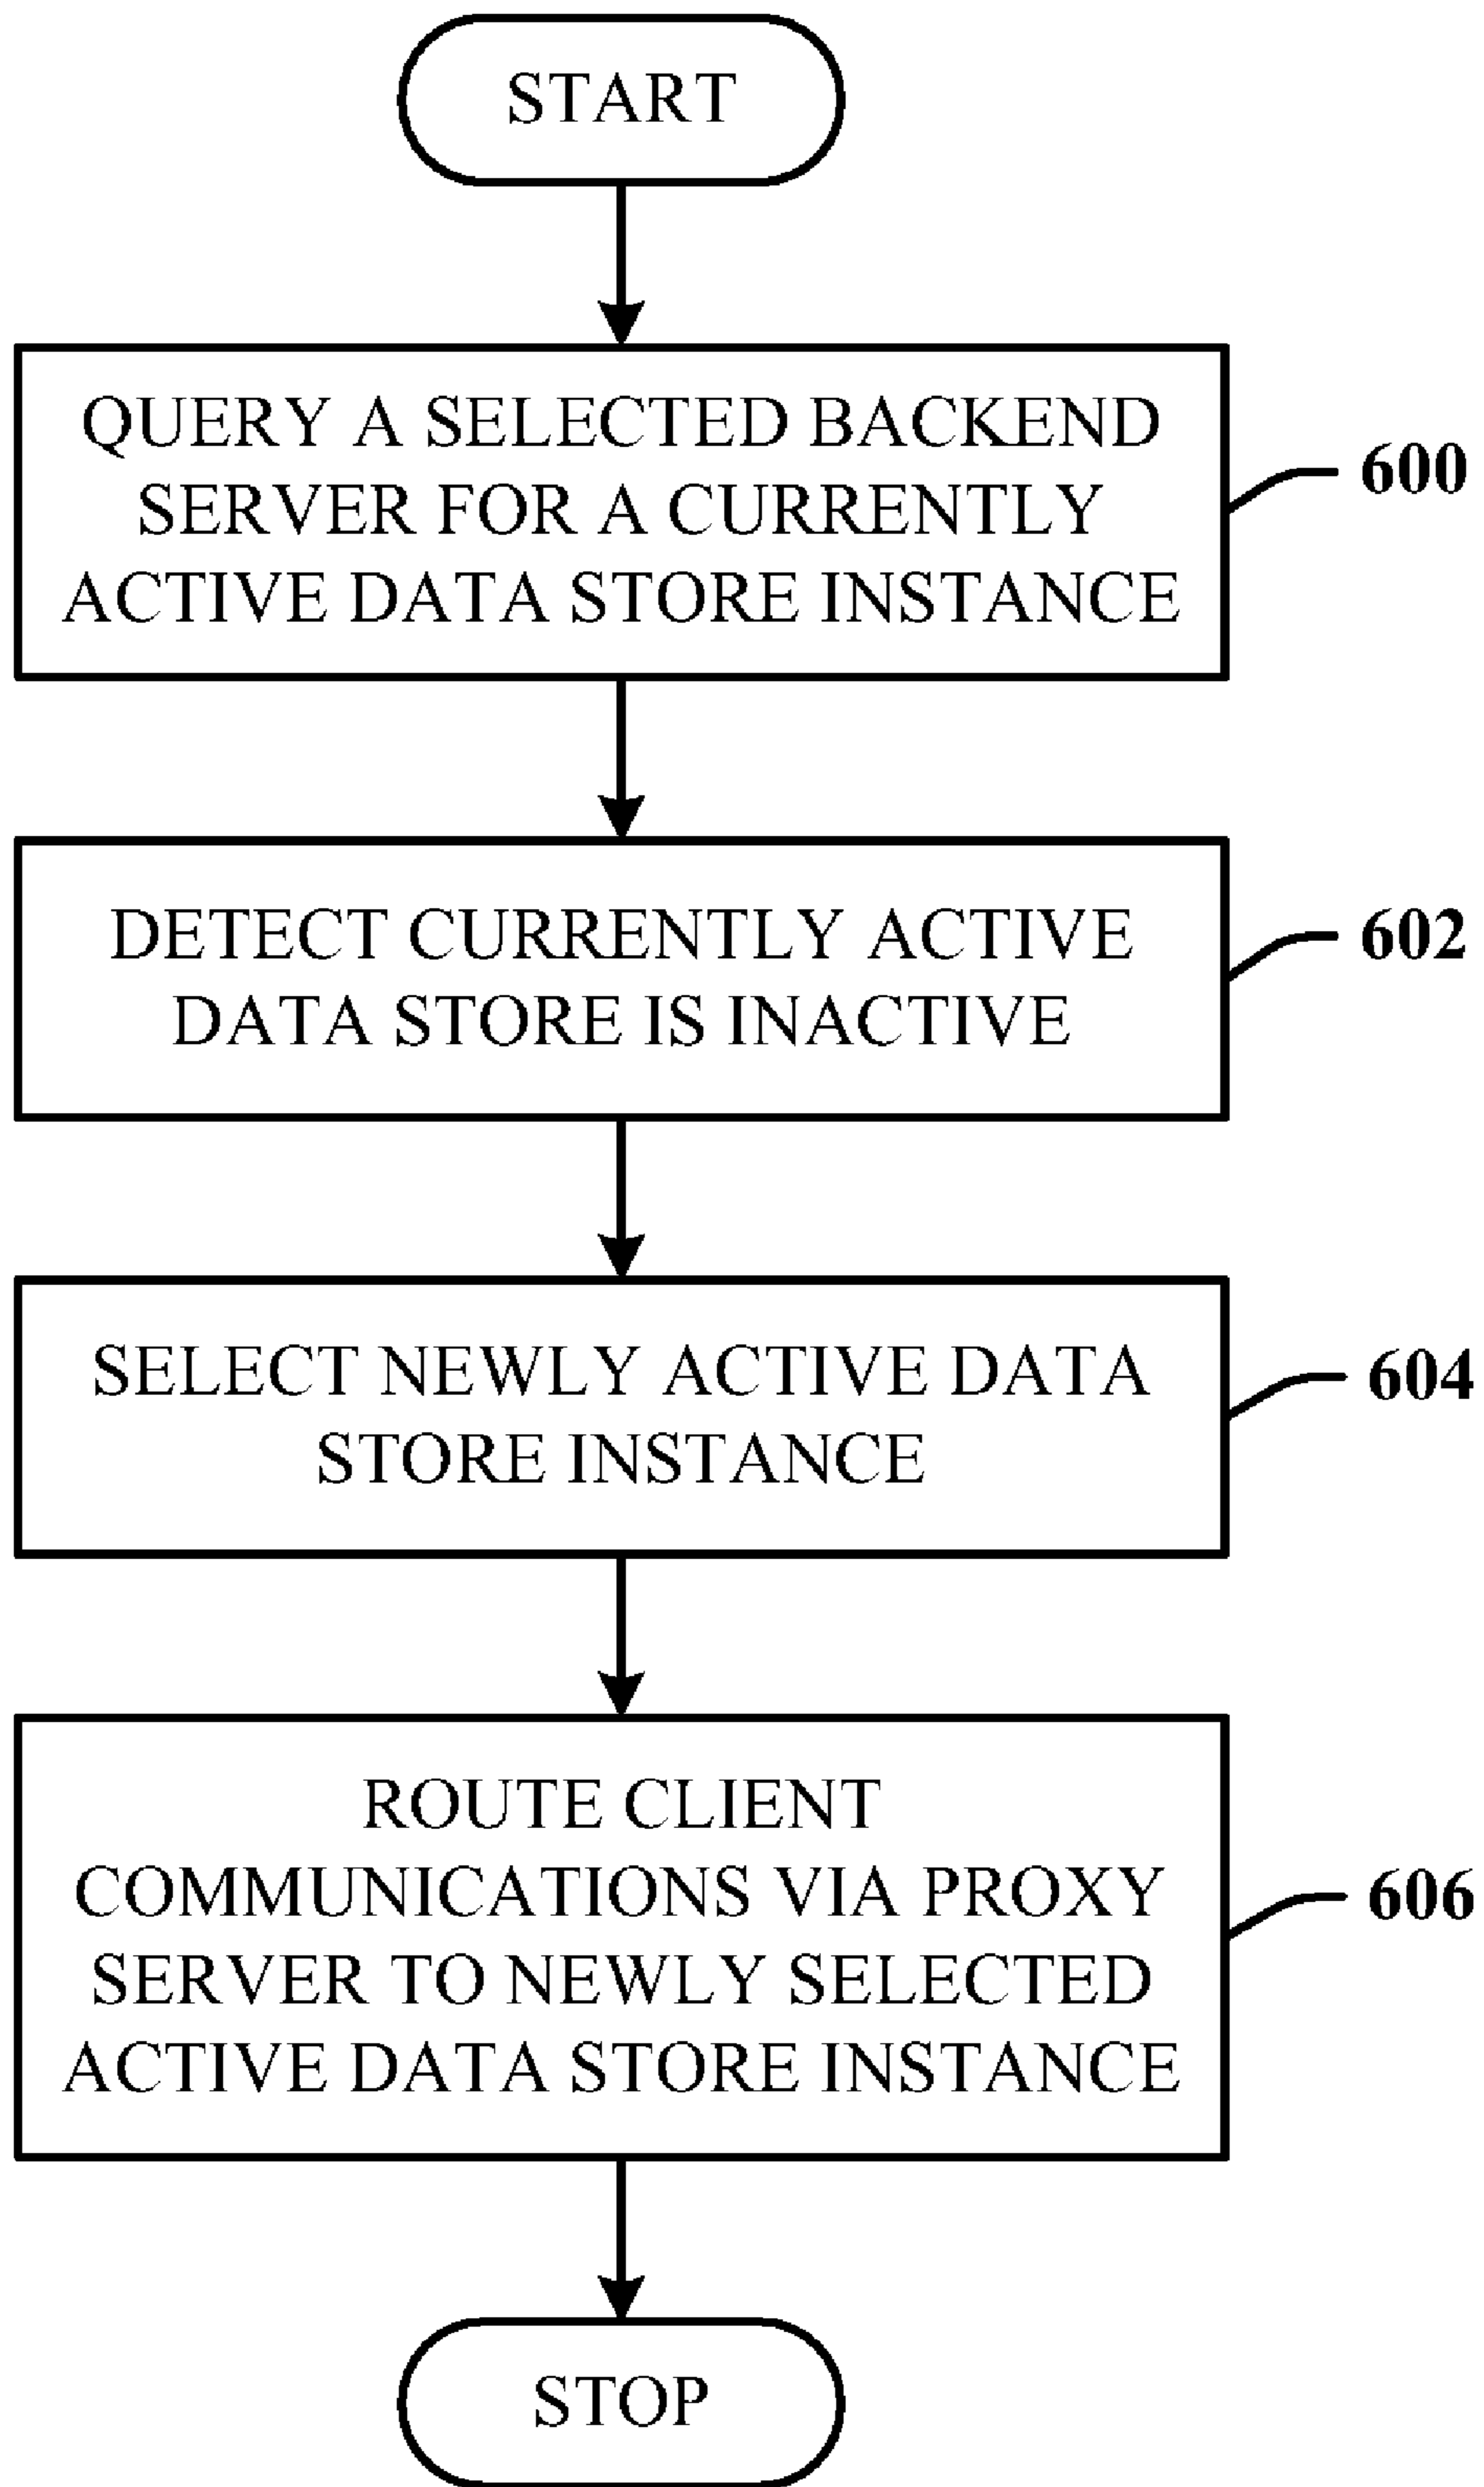 START
QUERY A SELECTED BACKEND
SERVER FOR A CURRENTLY
ACTIVE DATA STORE INSTANCE
600
DETECT CURRENTLY ACTIVE
DATA STORE IS INACTIVE
602
SELECT NEWLY ACTIVE DATA
STORE INSTANCE
604
ROUTE CLIENT
COMMUNICATIONS VIA PROXY
SERVER TO NEWLY SELECTED
ACTIVE DATA STORE INSTANCE
606
STOP